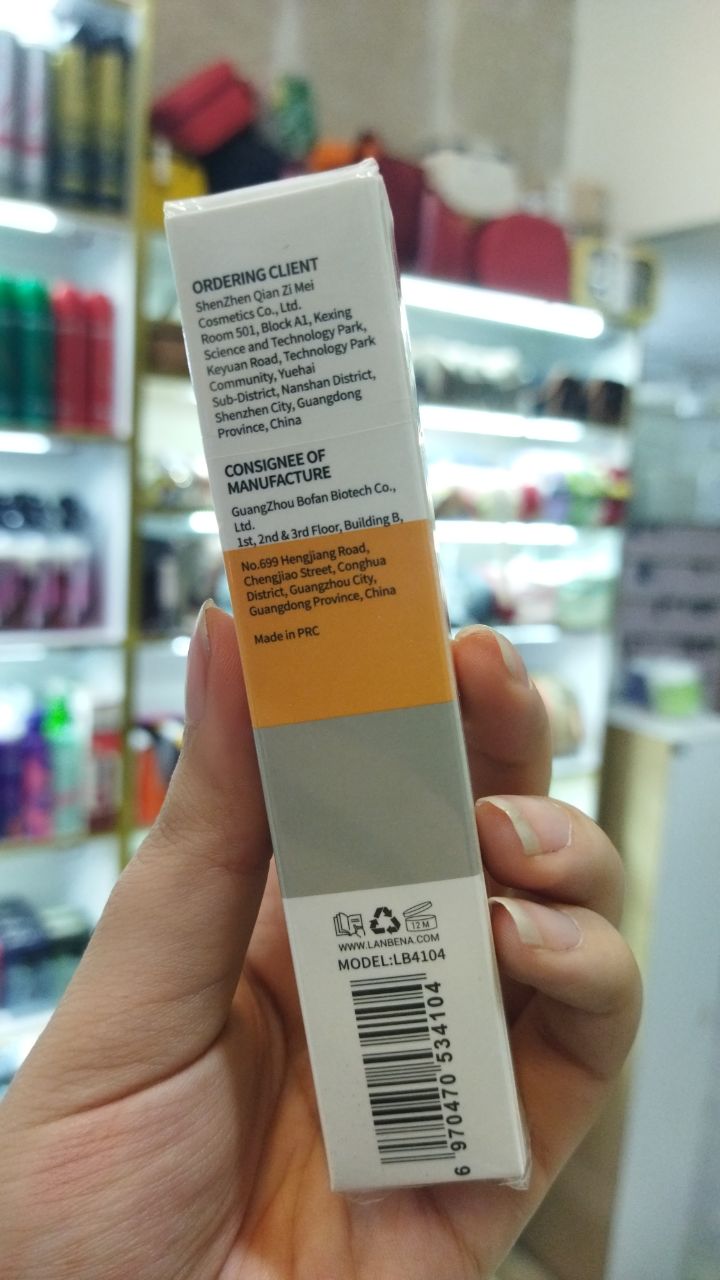 ORDERING CLIENT
ShenZhen Qian Zi Mei
Cosmetics Co., Ltd.
Room 501, Block A1, Kexing
Science and Technology Park,
Keyuan Road, Technology Park
Community, Yuehai
Sub-District, Nanshan District,
Shenzhen City, Guangdong
Province, China
CONSIGNEE OF
MANUFACTURE
GuangZhou Bofan Biotech Co.,
Ltd.
1st, 2nd & 3rd Floor, Building B,
No.699 Hengjiang Road,
Chengjiao Street, Conghua
District, Guangzhou City,
Guangdong Province, China
Made in PRC
12 M
WWW.LANBENA.COM
MODEL:LB4104
6 970470 534104